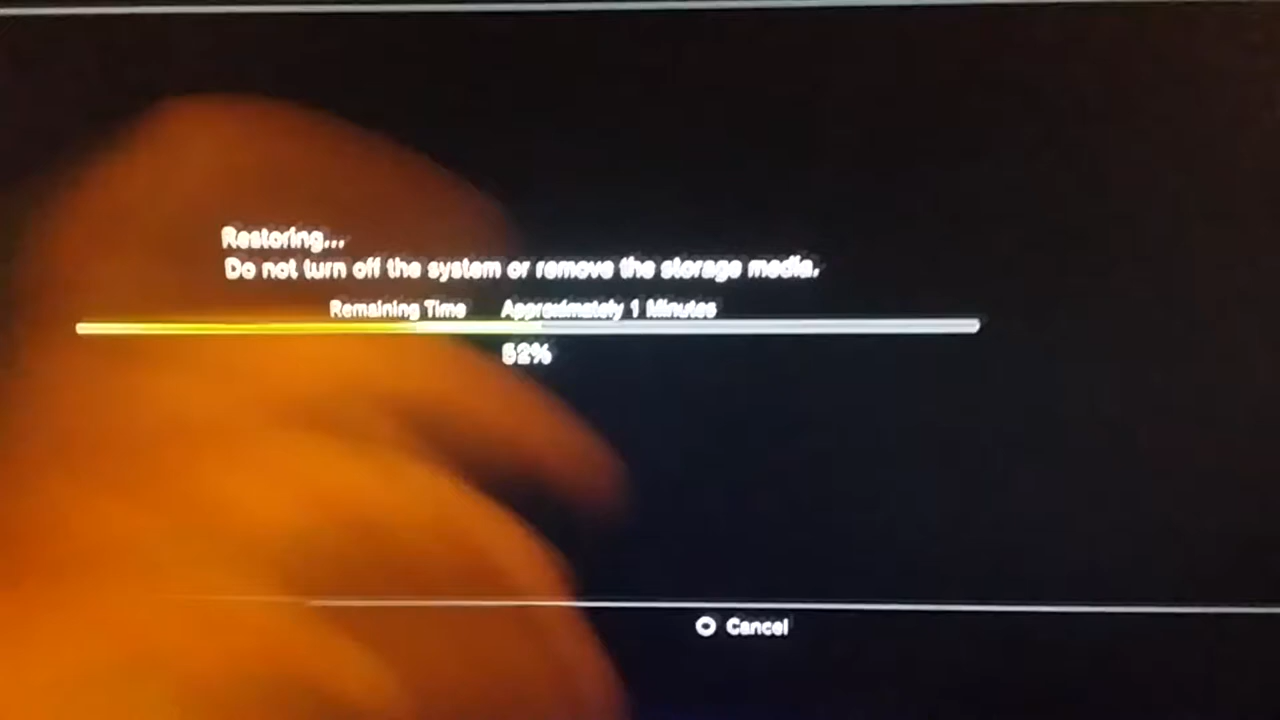 Restoring...
Do not turn off the system or remove the storage media.
Remaining Time Approximately 1 Minutes
52%
Cancel